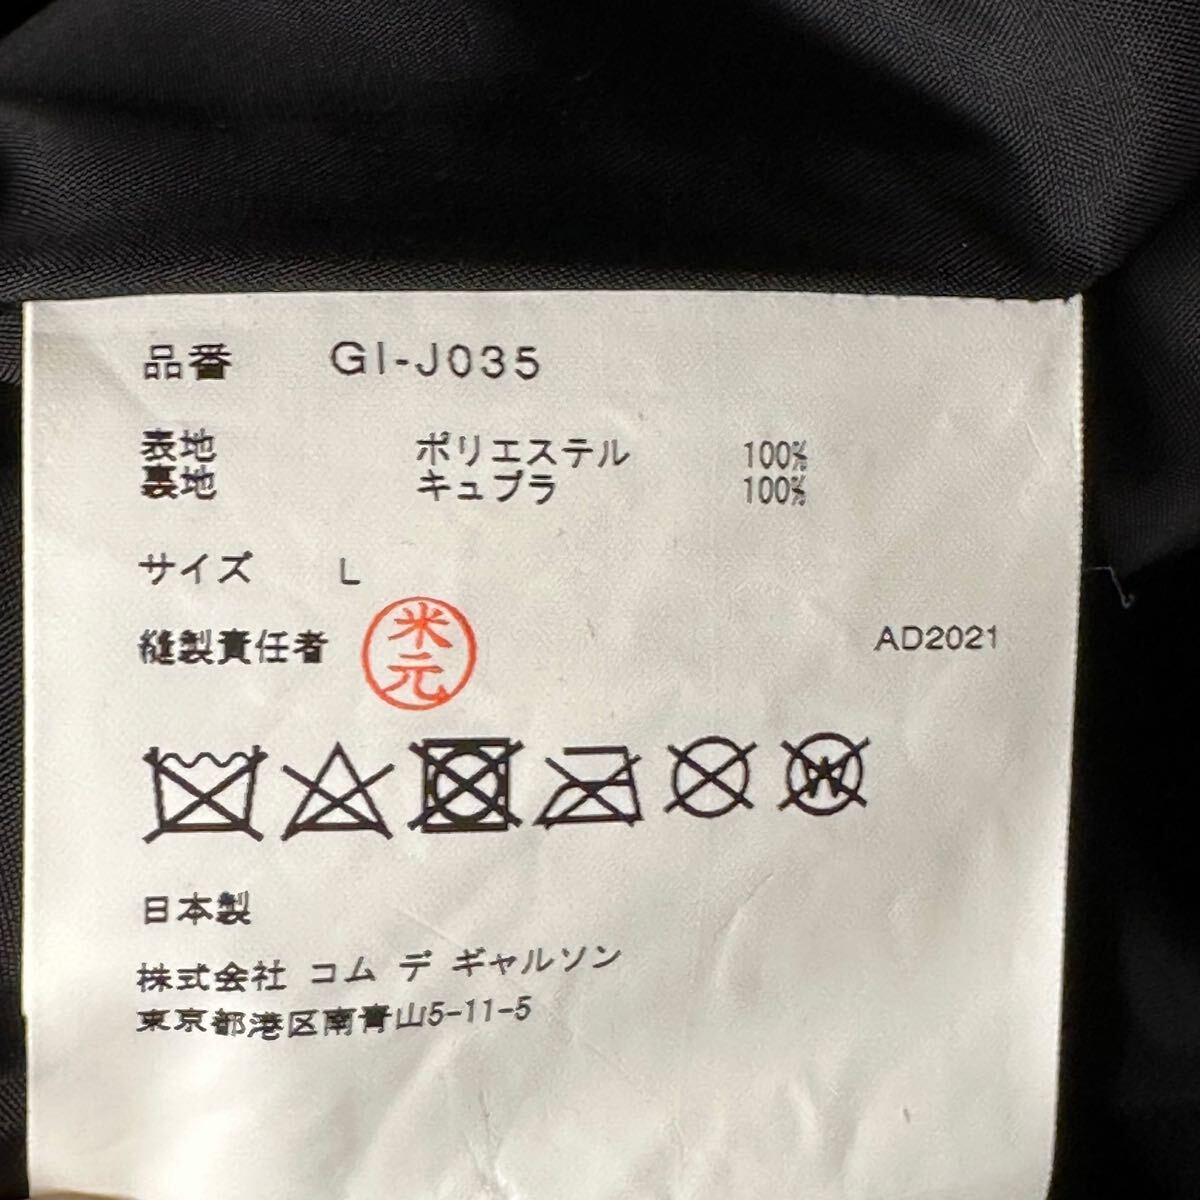 品番 GI-J035
表地 ポリエステル 100%
裏地 キュプラ 100%
サイズ L
縫製責任者 米元 AD2021
W
日本製
株式会社 コム デ ギャルソン
東京都港区南青山5-11-5